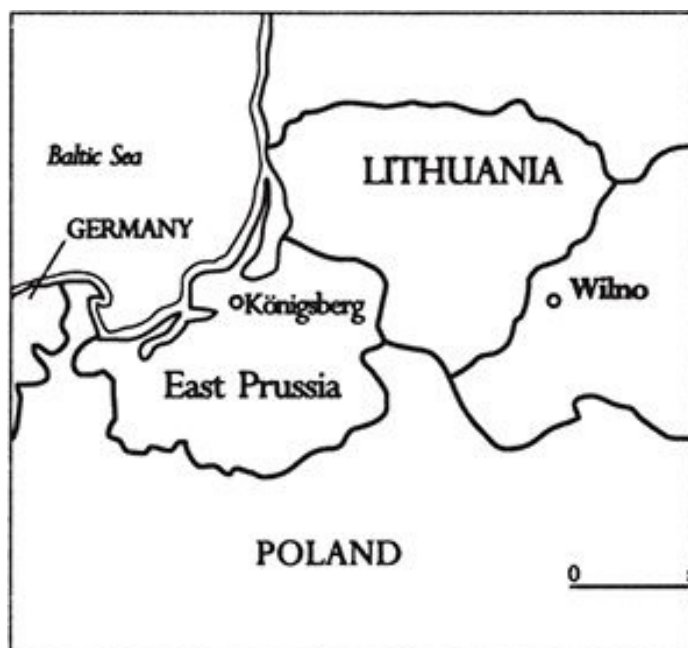 Baltic Sea
LITHUANIA
GERMANY
Wilno
Königsberg
East Prussia
POLAND
0